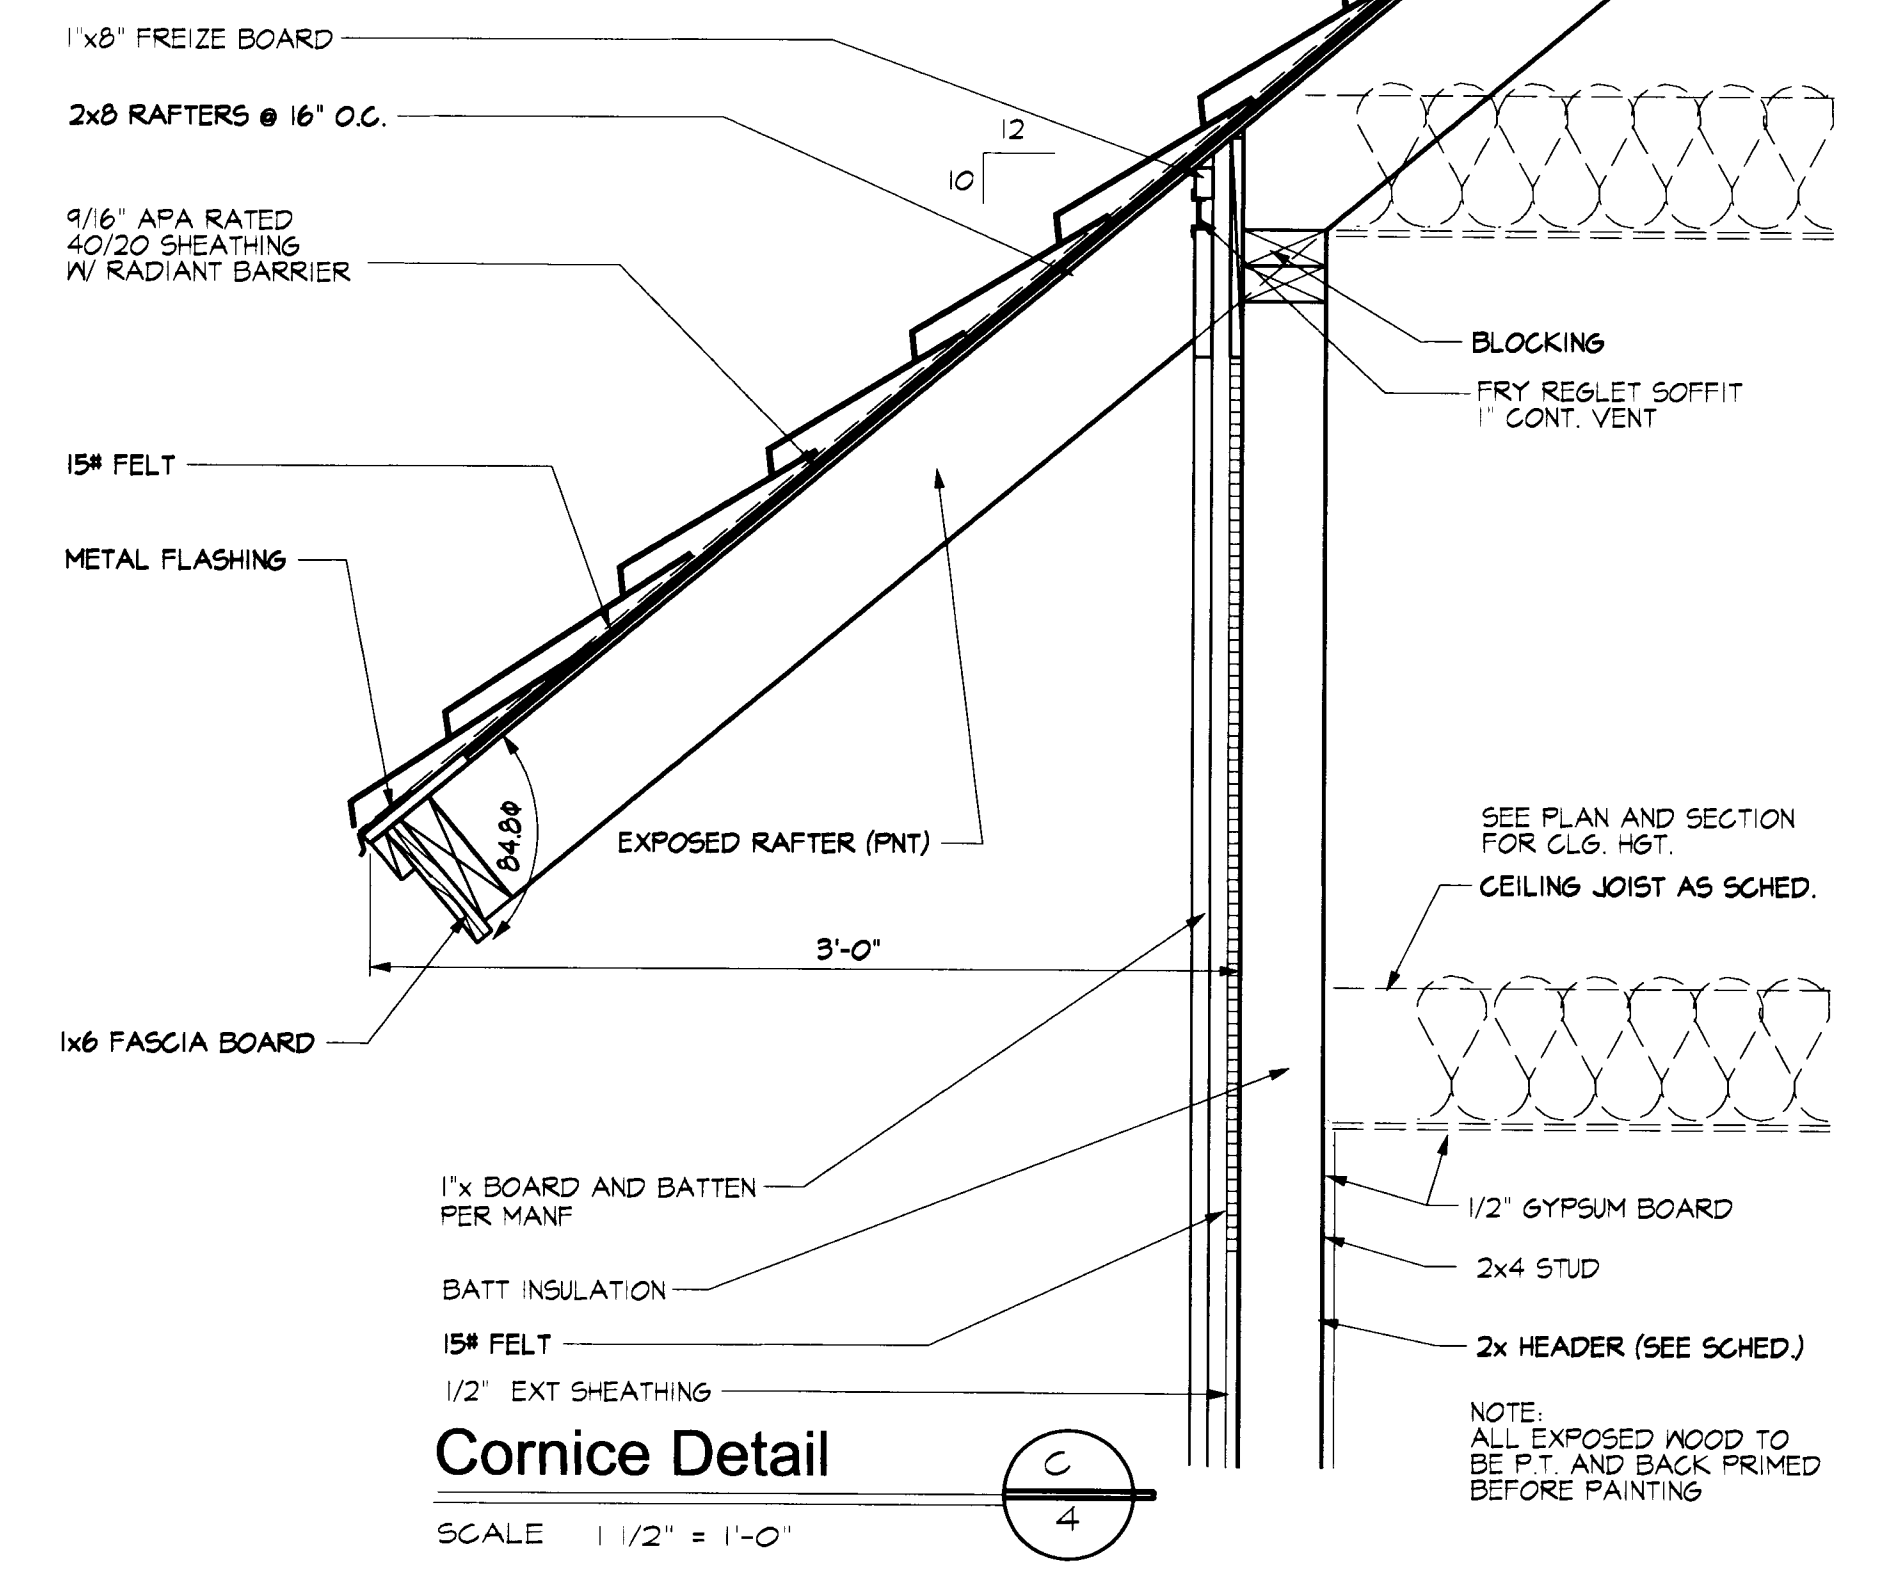 1"x8" FREIZE BOARD
2x8 RAFTERS @ 16" O.C.
12
10
9/16" APA RATED
40/20 SHEATHING
W/ RADIANT BARRIER
BLOCKING
FRY REGLET SOFFIT
1" CONT. VENT
15# FELT
METAL FLASHING
84.8°
EXPOSED RAFTER (PNT)
SEE PLAN AND SECTION
FOR CLG. HGT.
CEILING JOIST AS SCHED.
3'-0"
1x6 FASCIA BOARD
1"x BOARD AND BATTEN
PER MANF
1/2" GYPSUM BOARD
2x4 STUD
BATT INSULATION
15# FELT
2x HEADER (SEE SCHED.)
1/2" EXT SHEATHING
NOTE:
ALL EXPOSED WOOD TO
BE P.T. AND BACK PRIMED
BEFORE PAINTING
Cornice Detail
C
4
SCALE 1 1/2" = 1'-0"